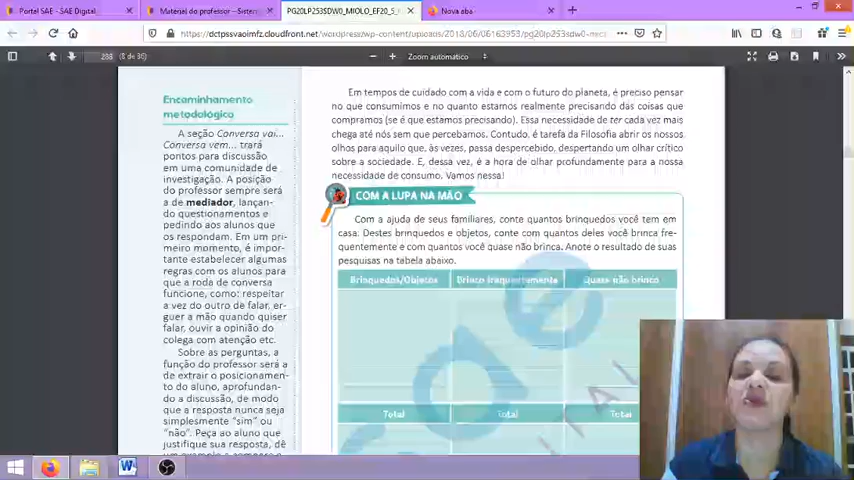 Portal SAE - SAE Digital
Material do professor – Sistema
PG20LP253SDW0_MIOLO_EF20_5_
Nova aba
https://dctpssvaoimfz.cloudfront.net/wordpress/wp-content/uploads/2018/06/06163953/pg20lp253sdw0-
288 (8 de 36)
Zoom automático
Encaminhamento
metodológico
A seção Conversa vai...
Conversa vem... trará
pontos para discussão
em uma comunidade de
investigação. A posição
do professor sempre será
a de mediador, lançan-
do questionamentos e
pedindo aos alunos que
os respondam. Em um pri-
meiro momento, é impor-
tante estabelecer algumas
regras com os alunos para
que a roda de conversa
funcione, como: respeitar
a vez do outro de falar, er-
guer a mão quando quiser
falar, ouvir a opinião do
colega com atenção etc.
Sobre as perguntas, a
função do professor será a
de extrair o posicionamen-
to do aluno, aprofundan-
do a discussão, de modo
que a resposta nunca seja
simplesmente “sim” ou
“não”. Peça ao aluno que
justifique sua resposta, dê
Em tempos de cuidado com a vida e com o futuro do planeta, é preciso pensar
no que consumimos e no quanto estamos realmente precisando das coisas que
compramos (se é que estamos precisando). Essa necessidade de ter cada vez mais
chega até nós sem que percebamos. Contudo, é tarefa da Filosofia abrir os nossos
olhos para aquilo que, às vezes, passa despercebido, despertando um olhar crítico
sobre a sociedade. E, dessa vez, é a hora de olhar profundamente para a nossa
necessidade de consumo. Vamos nessa!
COM A LUPA NA MÃO
Com a ajuda de seus familiares, conte quantos brinquedos você tem em
casa. Destes brinquedos e objetos, conte com quantos deles você brinca fre-
quentemente e com quantos você quase não brinca. Anote o resultado de suas
pesquisas na tabela abaixo.
Brinquedos/Objetos Brinco frequentemente Quase não brinco
Total Total Total
sae
ITAL